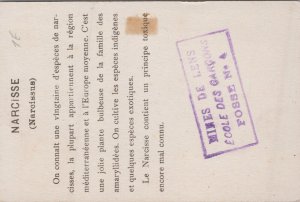 NARCISSE
(Narcissus)
On connaît une vingtaine d'espèces de nar-
cisses, la plupart appartenant à la région
méditerranéenne et à l'Europe moyenne. C'est
une jolie plante bulbeuse de la famille des
amaryllidées. On cultive les espèces indigènes
et quelques espèces exotiques.
Le Narcisse contient un principe toxique
encore mal connu.
MINES DE LENS
ECOLE DES GARÇONS
FOSSE N° 4
1€